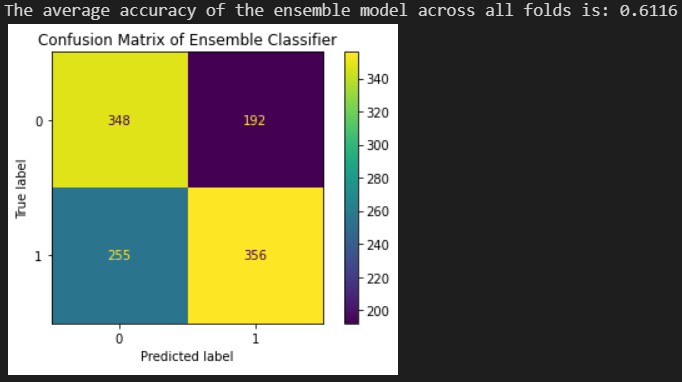 The average accuracy of the ensemble model across all folds is: 0.6116
Confusion Matrix of Ensemble Classifier
340
0 348 192
320
300
True label
280
260
240
1 255 356
220
200
0 1
Predicted label